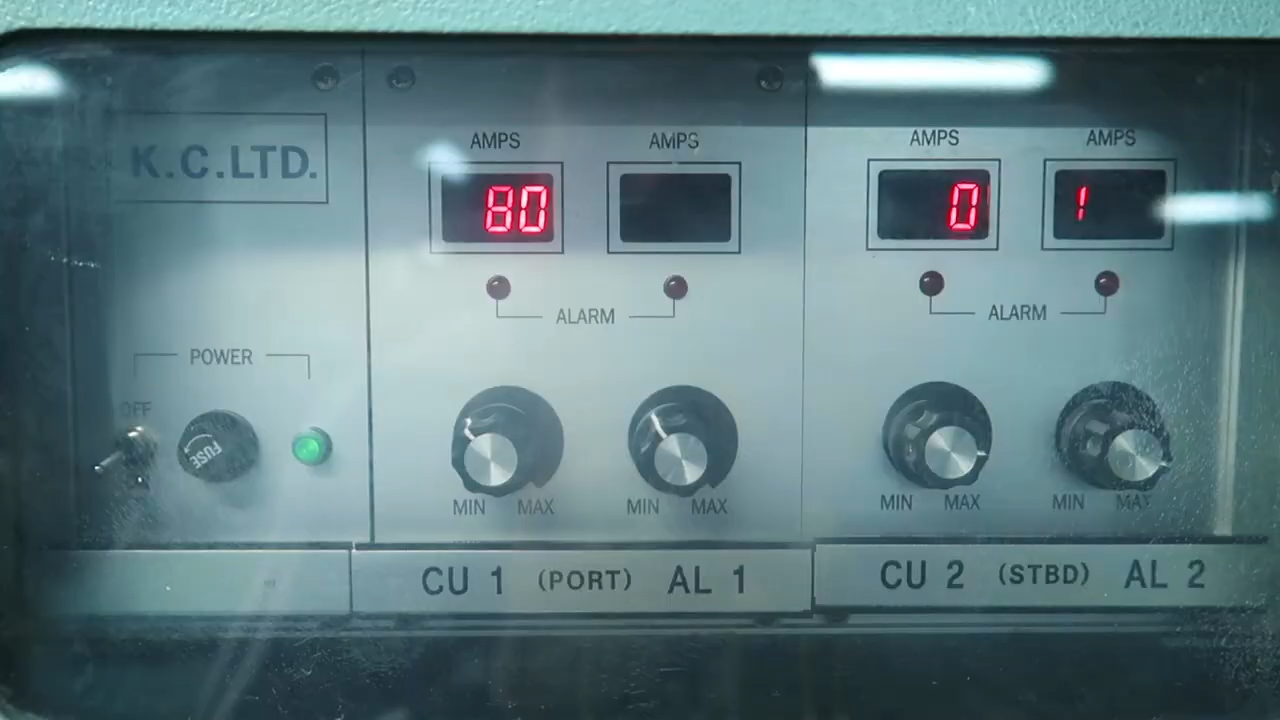 K.C.LTD.
AMPS AMPS AMPS AMPS
80 0 1
ALARM ALARM
POWER
OFF
FUSE
MIN MAX MIN MAX MIN MAX MIN MAX
CU 1 (PORT) AL 1 CU 2 (STBD) AL 2